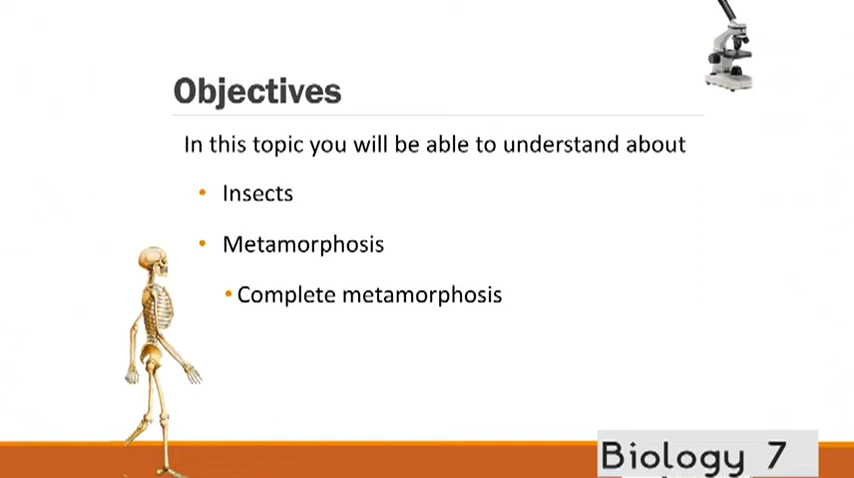 Objectives
In this topic you will be able to understand about
• Insects
• Metamorphosis
• Complete metamorphosis
Biology 7